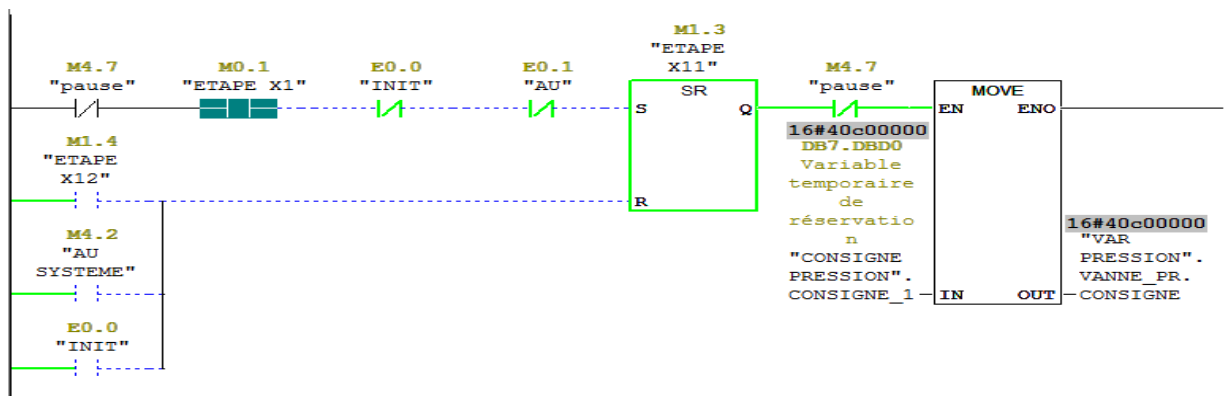 M1.3
"ETAPE
X11"
M4.7
"pause"
M0.1
"ETAPE X1"
E0.0
"INIT"
E0.1
"AU"
SR
S
Q
R
M4.7
"pause"
MOVE
EN
ENO
16#40c00000
DB7.DBD0
Variable
temporaire
de
réservatio
n
"CONSIGNE
PRESSION".
CONSIGNE_1
IN
OUT
16#40c00000
"VAR
PRESSION".
VANNE_PR.
CONSIGNE
M1.4
"ETAPE
X12"
M4.2
"AU
SYSTEME"
E0.0
"INIT"